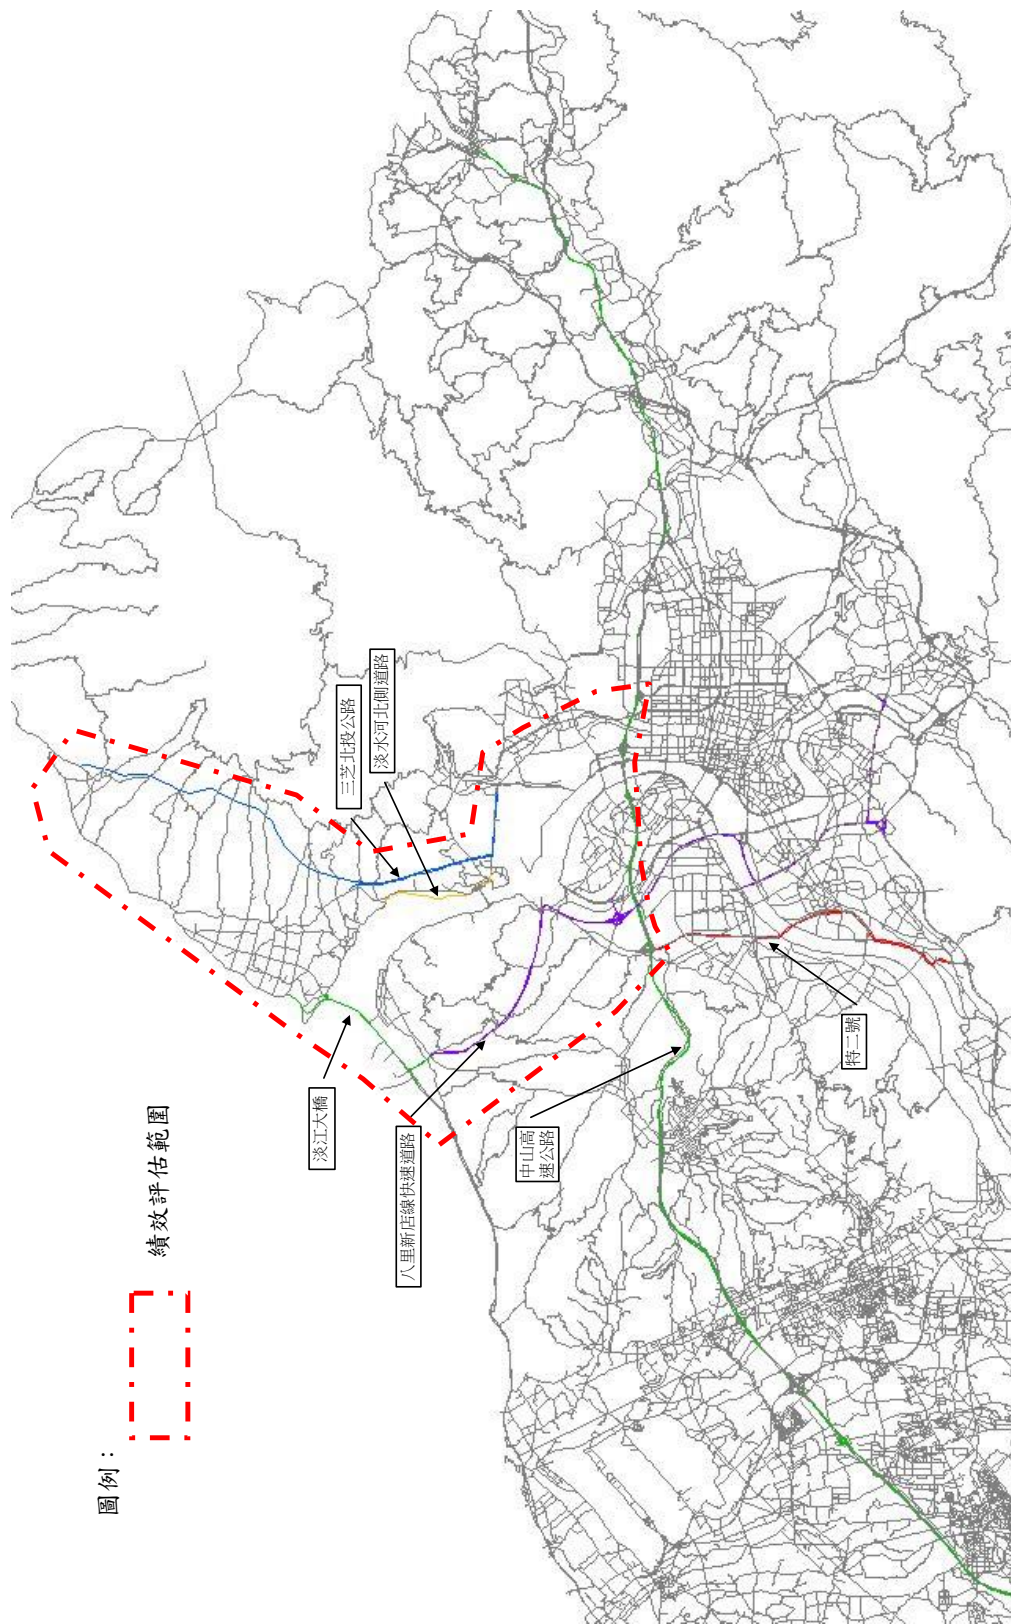 圖例：
績效評估範圍
三芝北投公路
淡水河北側道路
淡江大橋
八里新店線快速道路
中山高
速公路
特二號